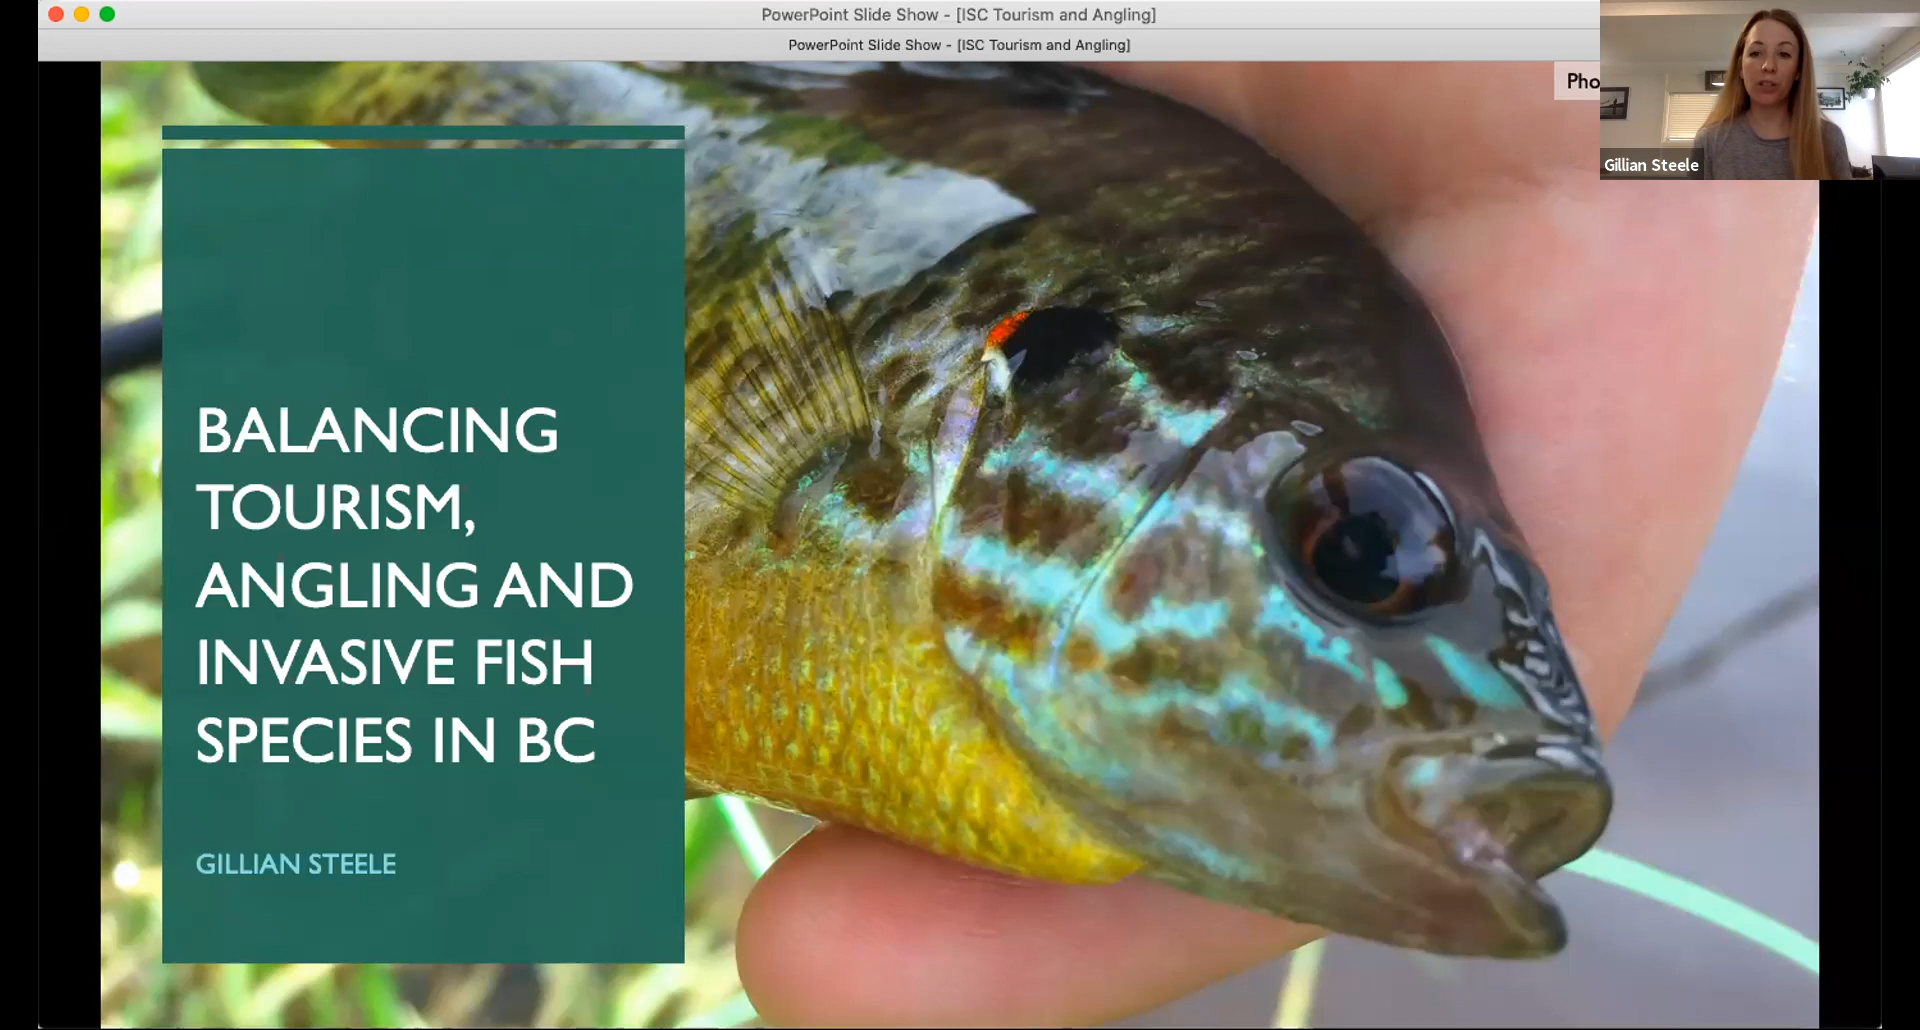 PowerPoint Slide Show - [ISC Tourism and Angling]
PowerPoint Slide Show - [ISC Tourism and Angling]
Pho
Gillian Steele
BALANCING
TOURISM,
ANGLING AND
INVASIVE FISH
SPECIES IN BC
GILLIAN STEELE